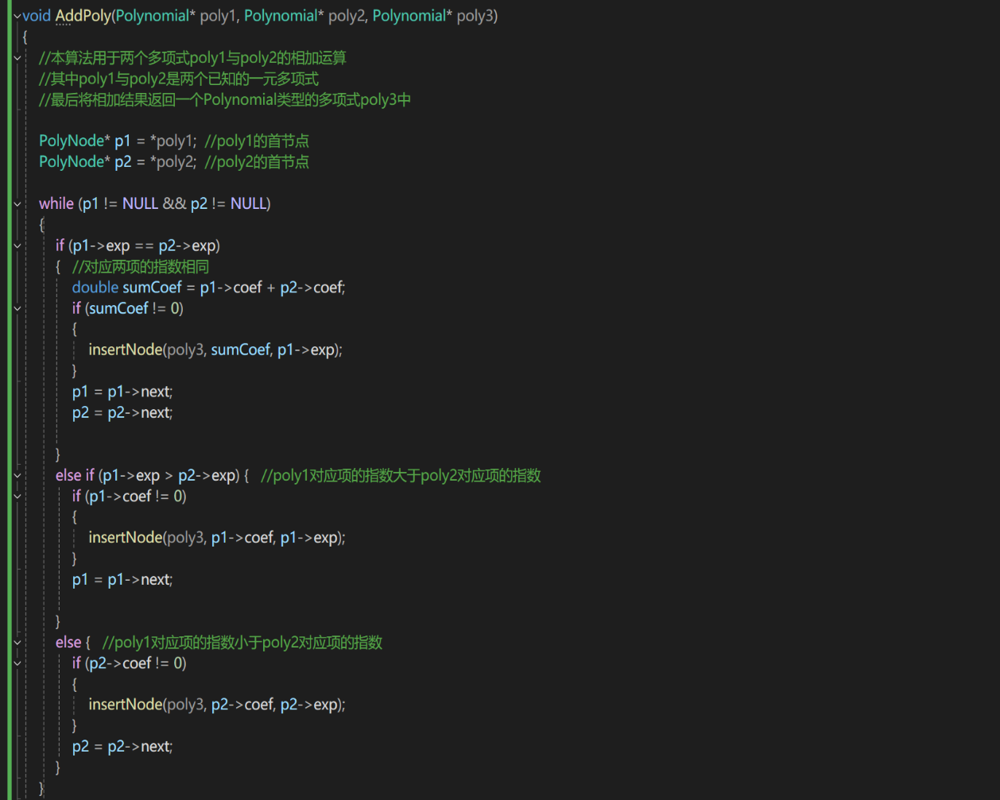 void AddPoly(Polynomial* poly1, Polynomial* poly2, Polynomial* poly3)
{
//本算法用于两个多项式poly1与poly2的相加运算
//其中poly1与poly2是两个已知的一元多项式
//最后将相加结果返回一个Polynomial类型的多项式poly3中
PolyNode* p1 = *poly1; //poly1的首节点
PolyNode* p2 = *poly2; //poly2的首节点
while (p1 != NULL && p2 != NULL)
{
if (p1->exp == p2->exp)
{ //对应两项的指数相同
double sumCoef = p1->coef + p2->coef;
if (sumCoef != 0)
{
insertNode(poly3, sumCoef, p1->exp);
}
p1 = p1->next;
p2 = p2->next;
}
else if (p1->exp > p2->exp) { //poly1对应项的指数大于poly2对应项的指数
if (p1->coef != 0)
{
insertNode(poly3, p1->coef, p1->exp);
}
p1 = p1->next;
}
else { //poly1对应项的指数小于poly2对应项的指数
if (p2->coef != 0)
{
insertNode(poly3, p2->coef, p2->exp);
}
p2 = p2->next;
}
}